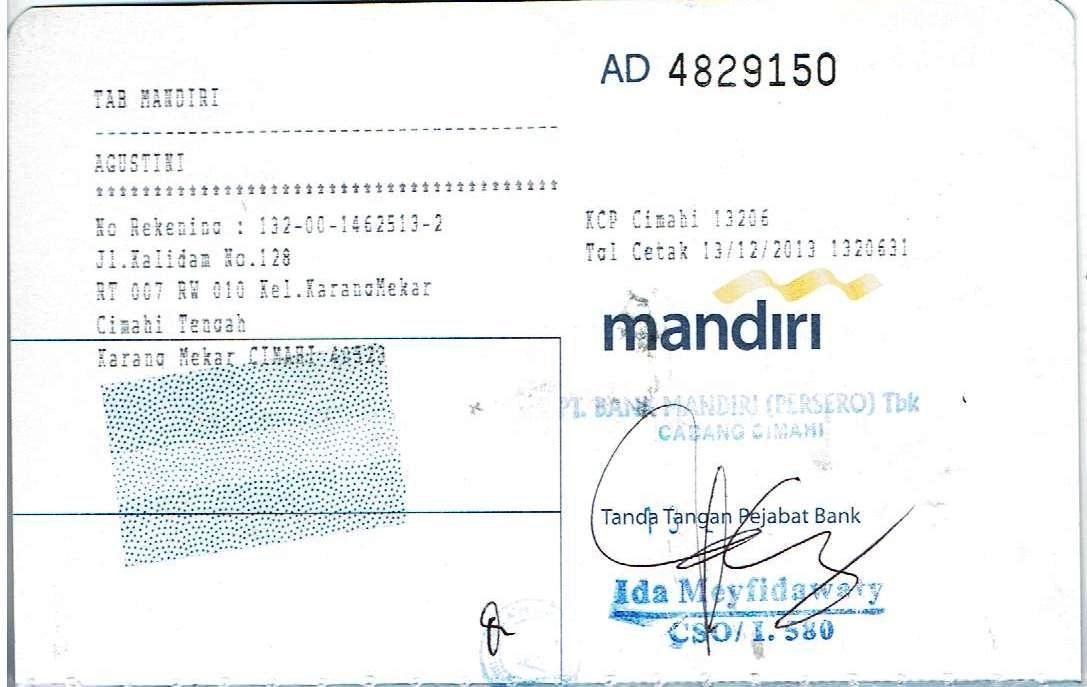 AD 4829150
TAB MANDIRI
----------------------------------------
AGUSTINI
****************************************
No Rekening : 132-00-1462513-2
Jl.Kalidam No.128
RT 007 RW 010 Kel.KarangMekar
Cimahi Tengah
Karang Mekar CIMAHI 40523
KCP Cimahi 13206
Tgl Cetak 13/12/2013 1320631
mandiri
PT. BANK MANDIRI (PERSERO) Tbk
CABANG CIMAHI
Tanda Tangan Pejabat Bank
Ida Meyfidawaty
CSO/ I. 580